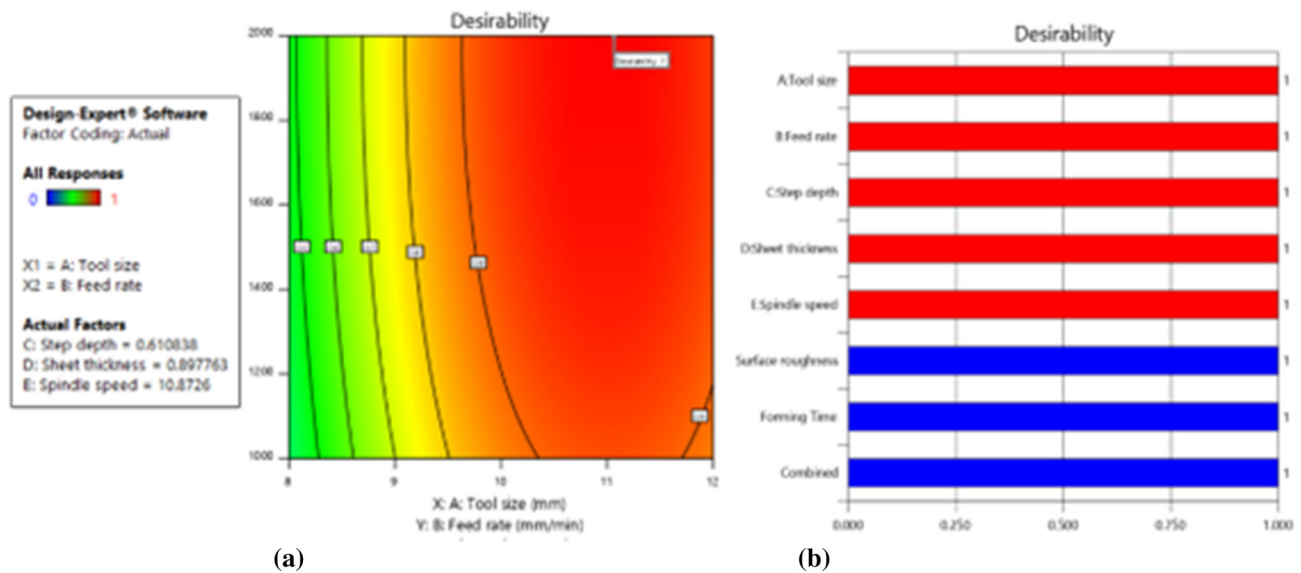 Desirability
2000
1800
1600
1400
1200
1000
8
9
10
11
12
X: A: Tool size (mm)
Y: B: Feed rate (mm/min)
Desirability 1
Design-Expert® Software
Factor Coding: Actual
All Responses
0 1
X1 = A: Tool size
X2 = B: Feed rate
Actual Factors
C: Step depth = 0.610838
D: Sheet thickness = 0.897763
E: Spindle speed = 10.8726
(a)
Desirability
A:Tool size 1
B:Feed rate 1
C:Step depth 1
D:Sheet thickness 1
E:Spindle speed 1
Surface roughness 1
Forming Time 1
Combined 1
0.000 0.250 0.500 0.750 1.000
(b)